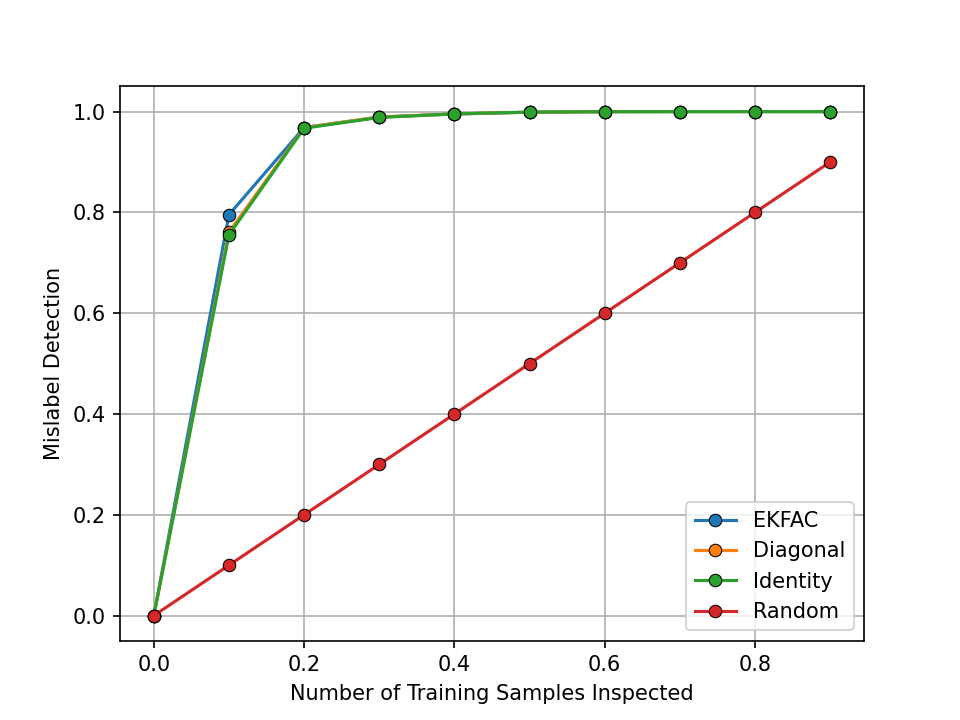 1.0
0.8
0.6
0.4
0.2
0.0
Mislabel Detection
0.0 0.2 0.4 0.6 0.8
Number of Training Samples Inspected
EKFAC
Diagonal
Identity
Random